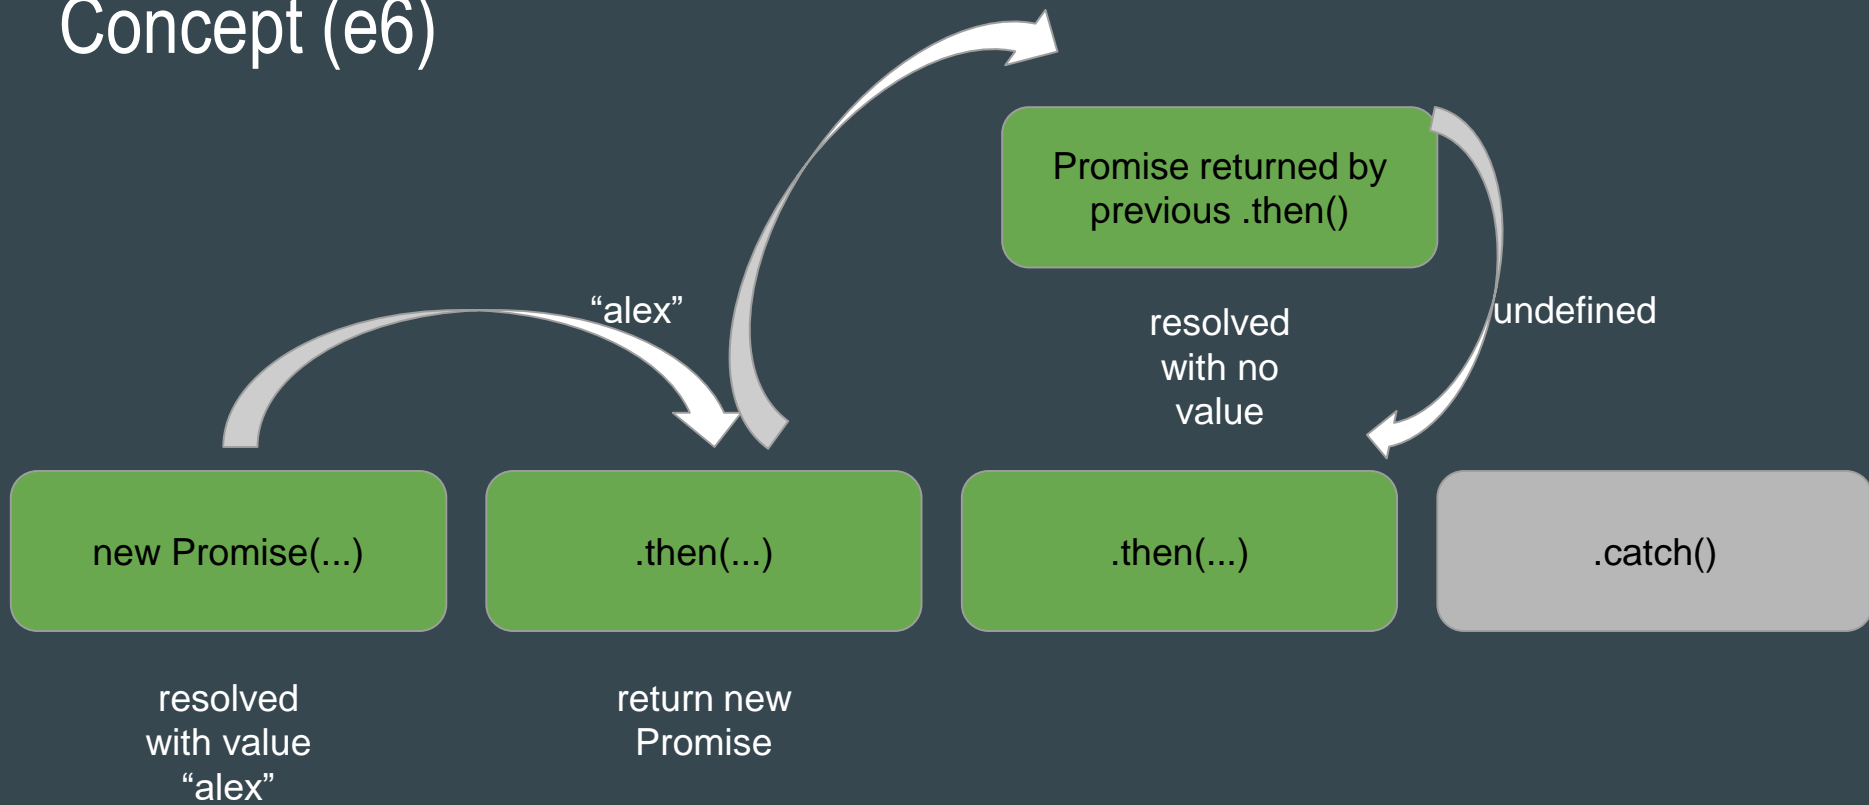 Concept (e6)
Promise returned by
previous .then()
“alex”
resolved
with no
value
undefined
new Promise(...)
.then(...)
.then(...)
.catch()
resolved
with value
“alex”
return new
Promise